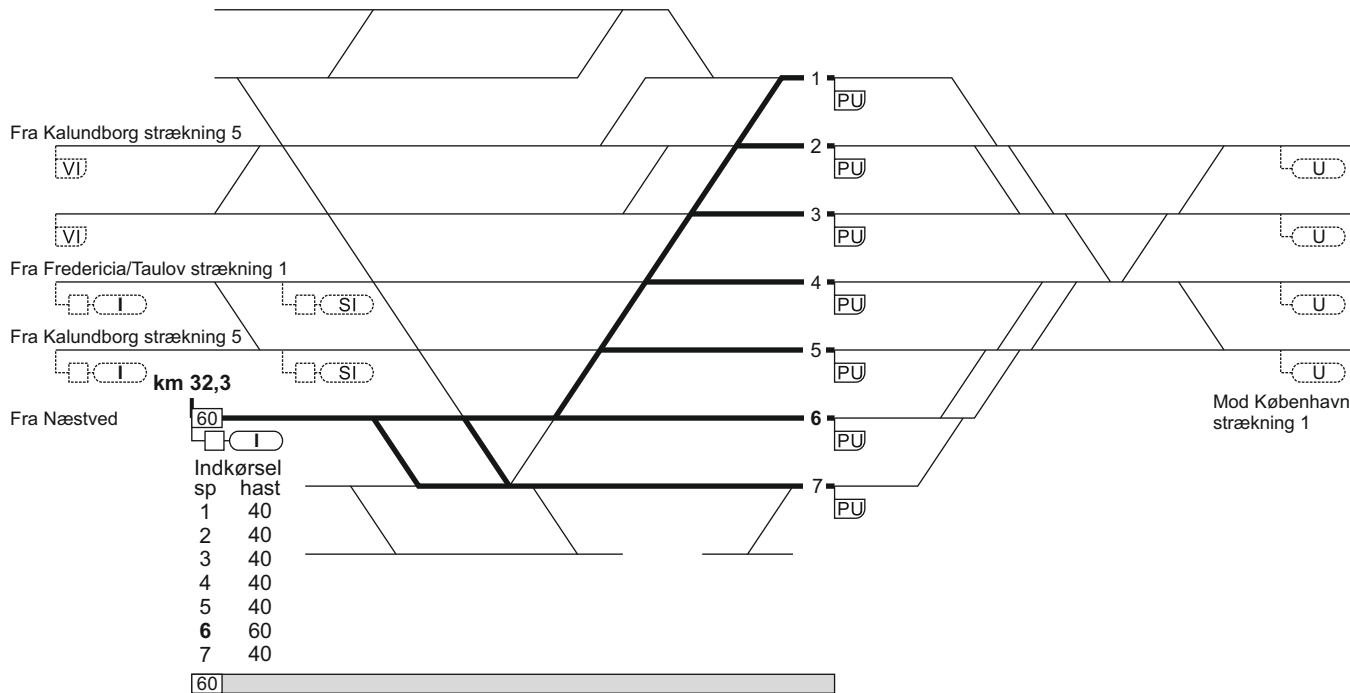 1
PU
Fra Kalundborg strækning 5
VI
2
PU
U
VI
3
PU
U
Fra Fredericia/Taulov strækning 1
I
SI
4
PU
U
Fra Kalundborg strækning 5
I
SI
5
PU
U
km 32,3
Fra Næstved
60
I
6
PU
Mod København
strækning 1
Indkørsel
sp hast
7
PU
1 40
2 40
3 40
4 40
5 40
6 60
7 40
60